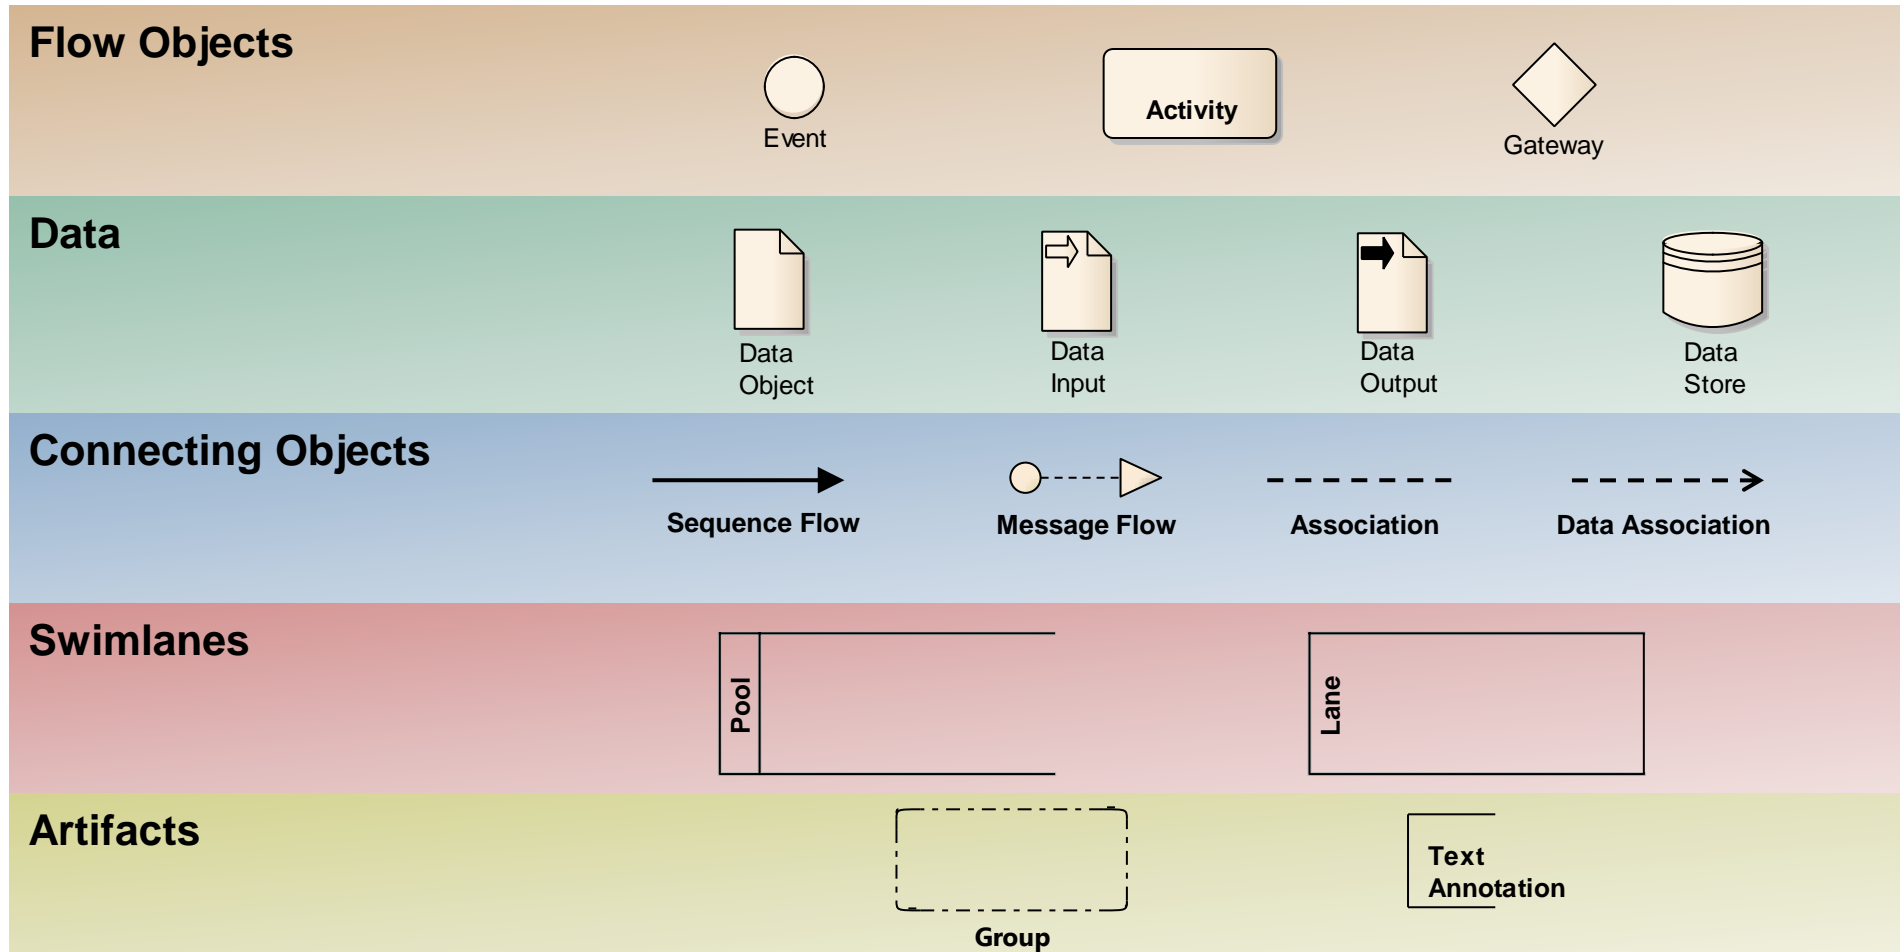 Flow Objects
Event
Activity
Gateway
Data
Data
Object
Data
Input
Data
Output
Data
Store
Connecting Objects
Sequence Flow
Message Flow
Association
Data Association
Swimlanes
Pool
Lane
Artifacts
Group
Text
Annotation